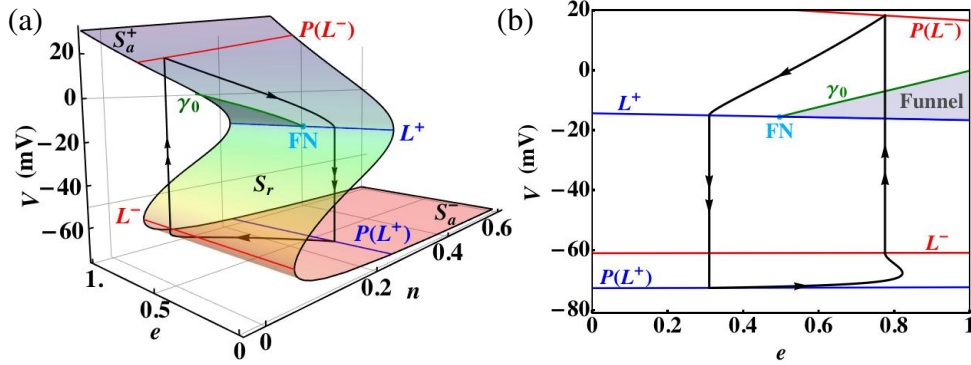 (a)
S_a^+
P(L^-)
20
0
−20
−40
−60
V (mV)
γ_0
FN
L^+
S_r
L^-
S_a^-
P(L^+)
0.6
0.4
0.2
0
n
1.
0.5
0
e
(b)
20
0
−20
−40
−60
−80
V (mV)
P(L^-)
γ_0
Funnel
FN
L^+
L^-
P(L^+)
0 0.2 0.4 0.6 0.8 1
e